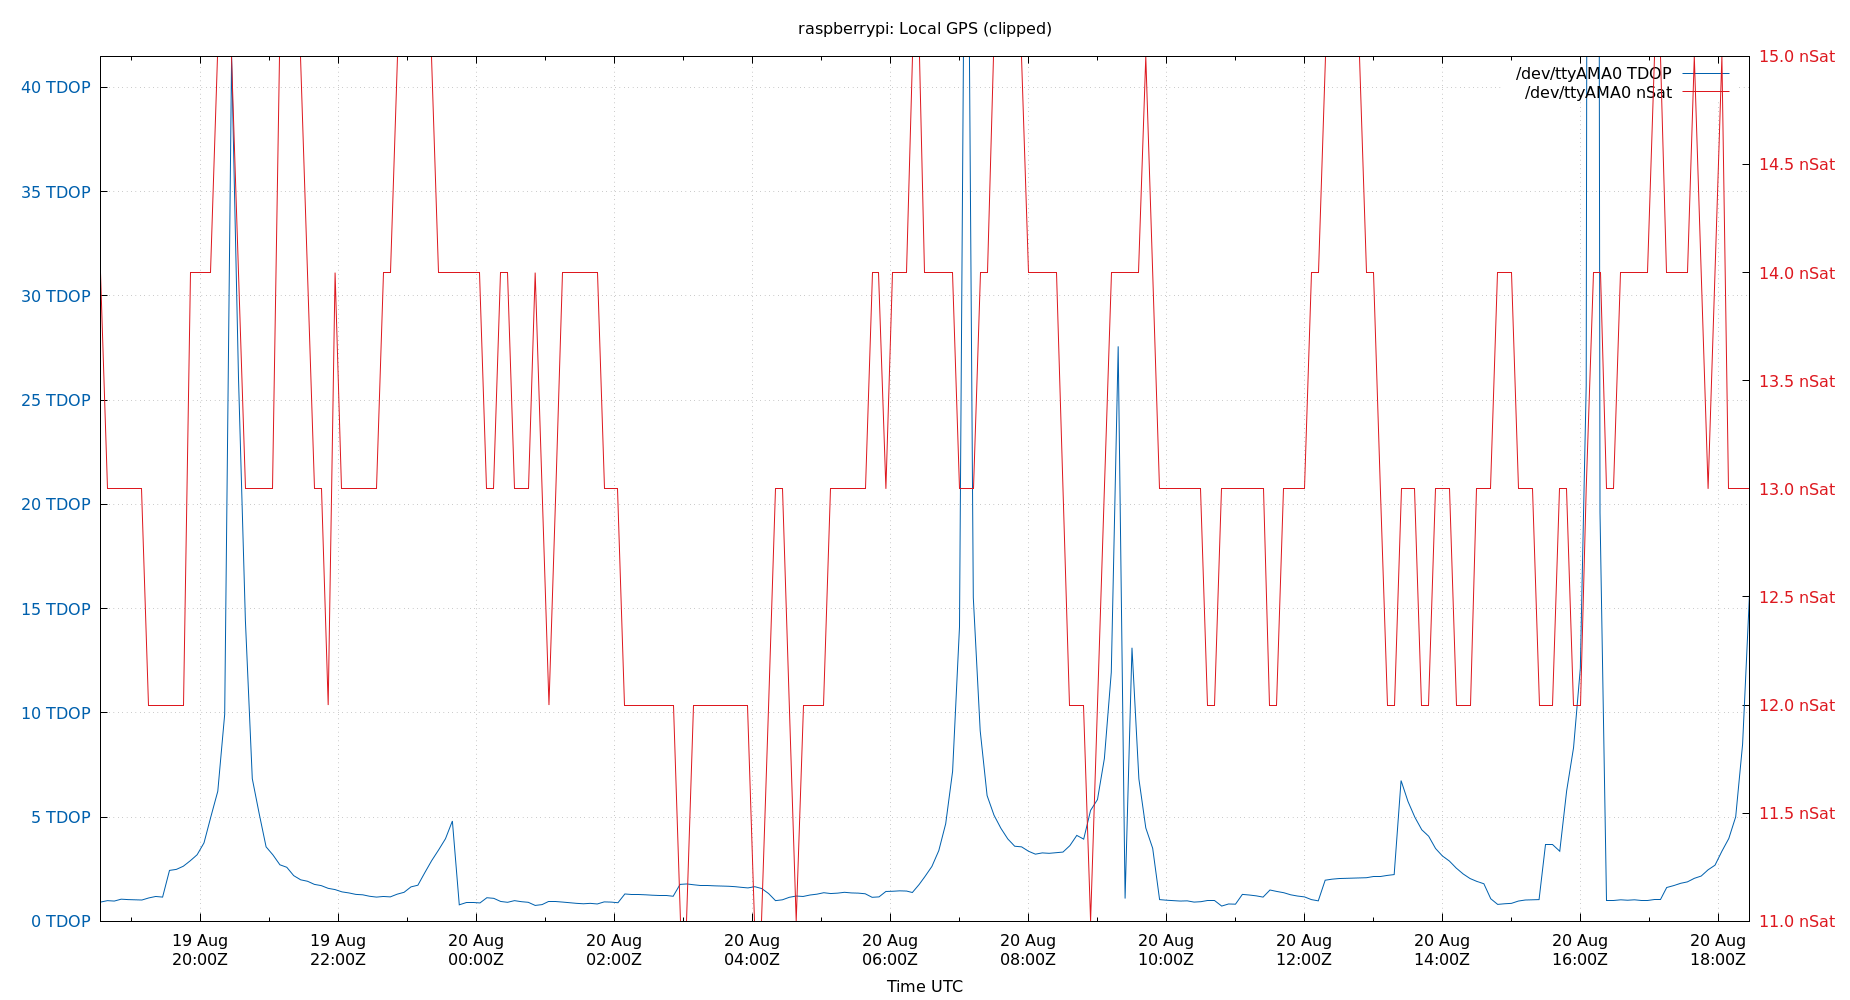 raspberrypi: Local GPS (clipped)
/dev/ttyAMA0 TDOP
/dev/ttyAMA0 nSat
40 TDOP
35 TDOP
30 TDOP
25 TDOP
20 TDOP
15 TDOP
10 TDOP
5 TDOP
0 TDOP
15.0 nSat
14.5 nSat
14.0 nSat
13.5 nSat
13.0 nSat
12.5 nSat
12.0 nSat
11.5 nSat
11.0 nSat
19 Aug
20:00Z
19 Aug
22:00Z
20 Aug
00:00Z
20 Aug
02:00Z
20 Aug
04:00Z
20 Aug
06:00Z
20 Aug
08:00Z
20 Aug
10:00Z
20 Aug
12:00Z
20 Aug
14:00Z
20 Aug
16:00Z
20 Aug
18:00Z
Time UTC